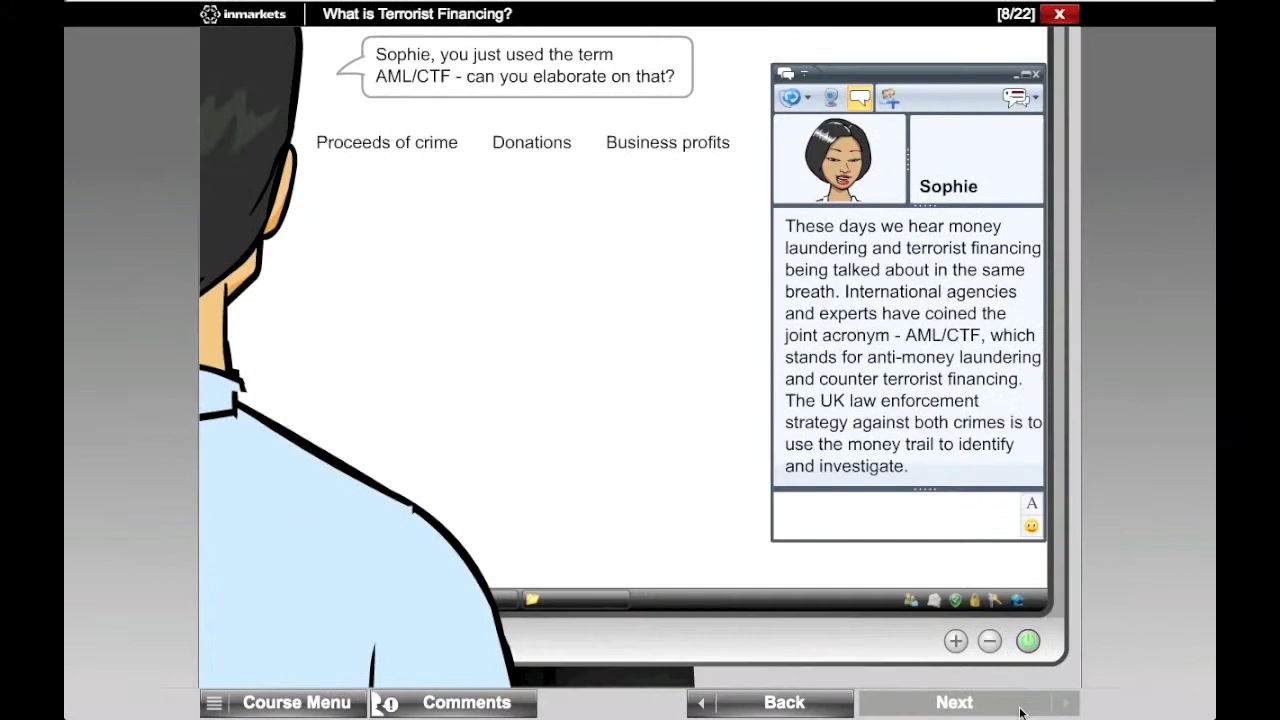 inmarkets
What is Terrorist Financing?
[8/22]
X
Sophie, you just used the term
AML/CTF - can you elaborate on that?
Proceeds of crime
Donations
Business profits
Sophie
These days we hear money
laundering and terrorist financing
being talked about in the same
breath. International agencies
and experts have coined the
joint acronym - AML/CTF, which
stands for anti-money laundering
and counter terrorist financing.
The UK law enforcement
strategy against both crimes is to
use the money trail to identify
and investigate.
A
Course Menu
Comments
Back
Next